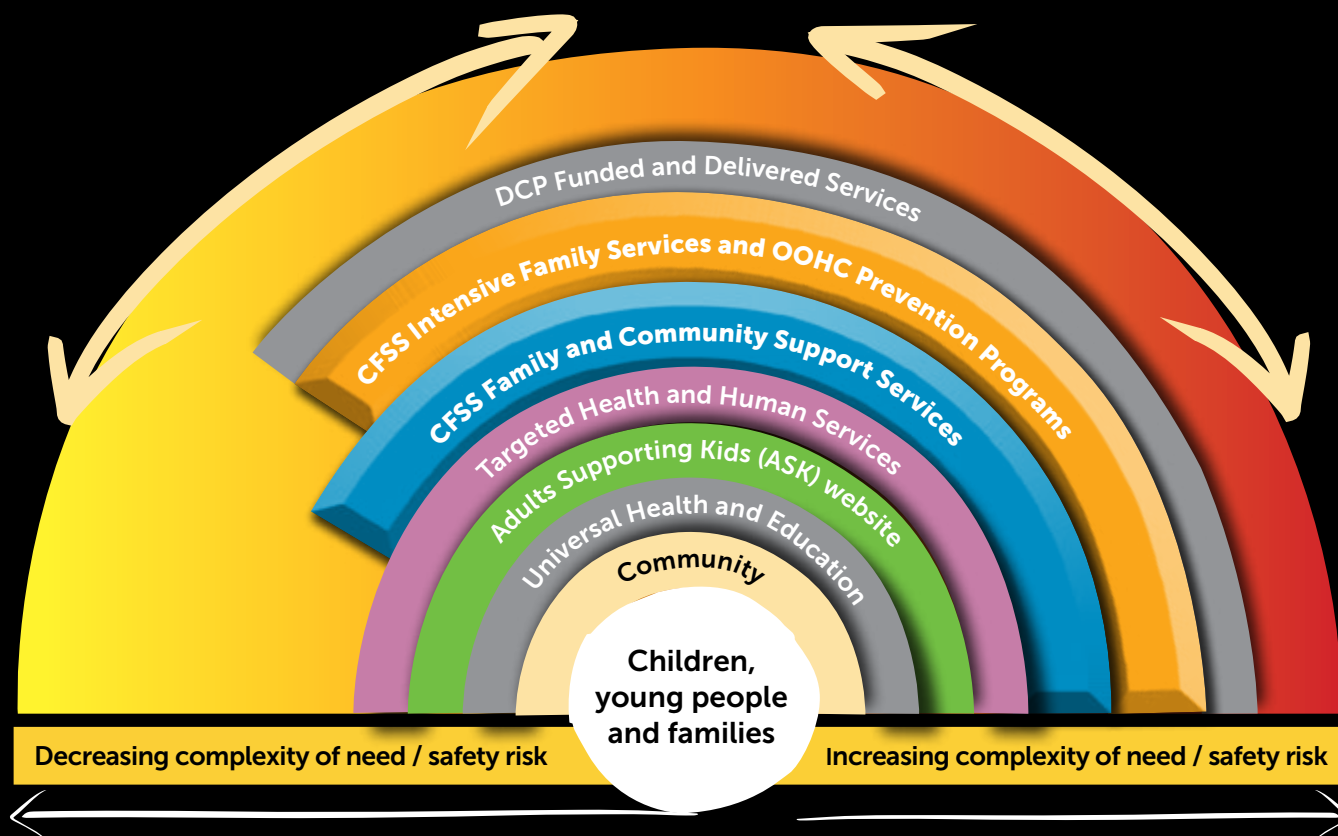 DCP Funded and Delivered Services
CFSS Intensive Family Services and OOHC Prevention Programs
CFSS Family and Community Support Services
Targeted Health and Human Services
Adults Supporting Kids (ASK) website
Universal Health and Education
Community
Children,
young people
and families
Decreasing complexity of need / safety risk
Increasing complexity of need / safety risk